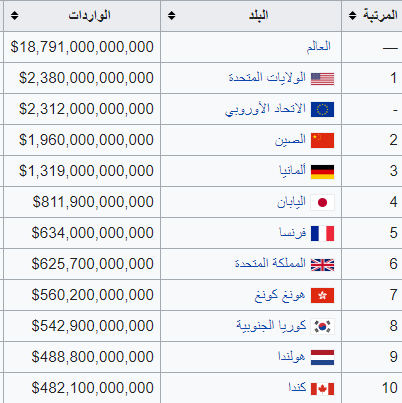 المرتبة البلد الواردات
— العالم $18,791,000,000,000
1 الولايات المتحدة $2,380,000,000,000
- الاتحاد الأوروبي $2,312,000,000,000
2 الصين $1,960,000,000,000
3 ألمانيا $1,319,000,000,000
4 اليابان $811,900,000,000
5 فرنسا $634,000,000,000
6 المملكة المتحدة $625,700,000,000
7 هونغ كونغ $560,200,000,000
8 كوريا الجنوبية $542,900,000,000
9 هولندا $488,800,000,000
10 كندا $482,100,000,000